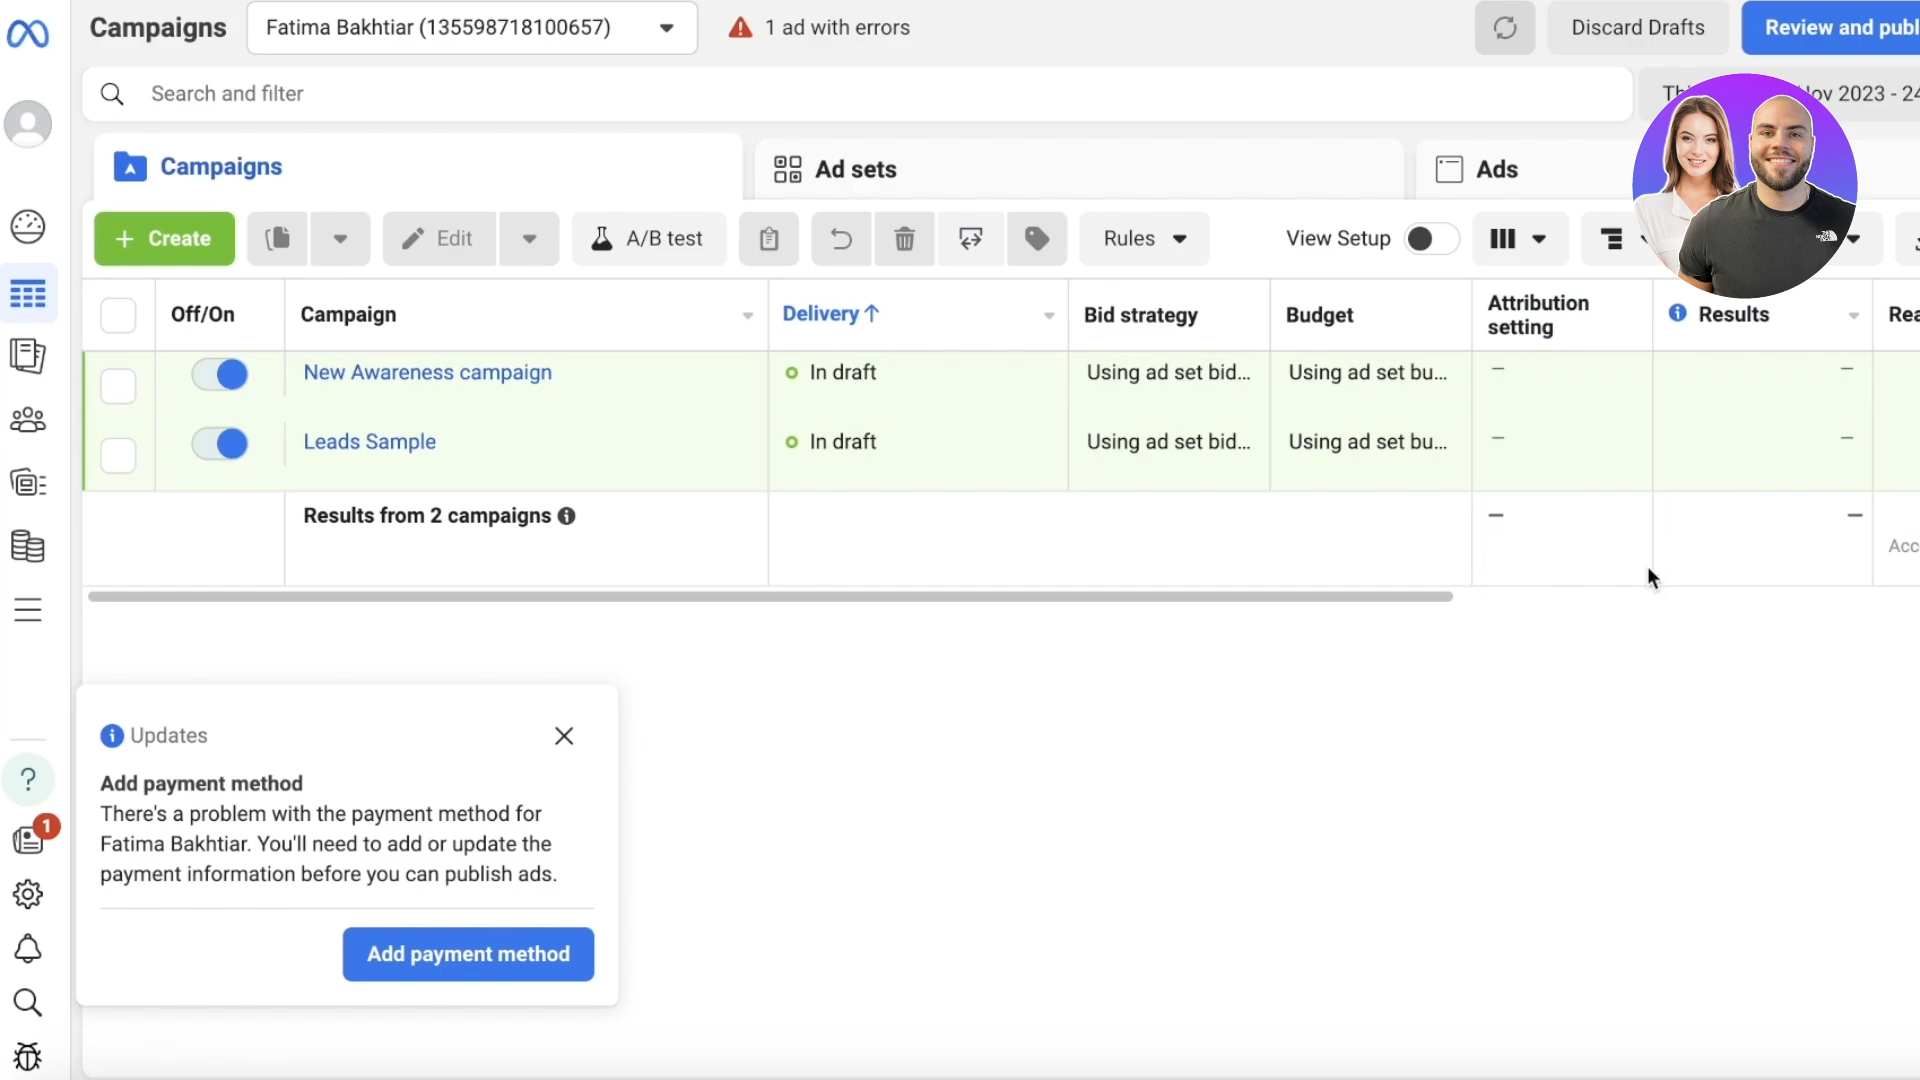 Campaigns
Fatima Bakhtiar (135598718100657)
1 ad with errors
Discard Drafts
Review and publ
Search and filter
ov 2023 - 24
Campaigns
Ad sets
Ads
+ Create
Edit
A/B test
Rules
View Setup
Off/On
Campaign
Delivery ↑
Bid strategy
Budget
Attribution
setting
Results
Rea
New Awareness campaign
In draft
Using ad set bid...
Using ad set bu...
–
–
Leads Sample
In draft
Using ad set bid...
Using ad set bu...
–
–
Results from 2 campaigns
–
–
Acc
Updates
Add payment method
There's a problem with the payment method for
Fatima Bakhtiar. You'll need to add or update the
payment information before you can publish ads.
Add payment method
?
1